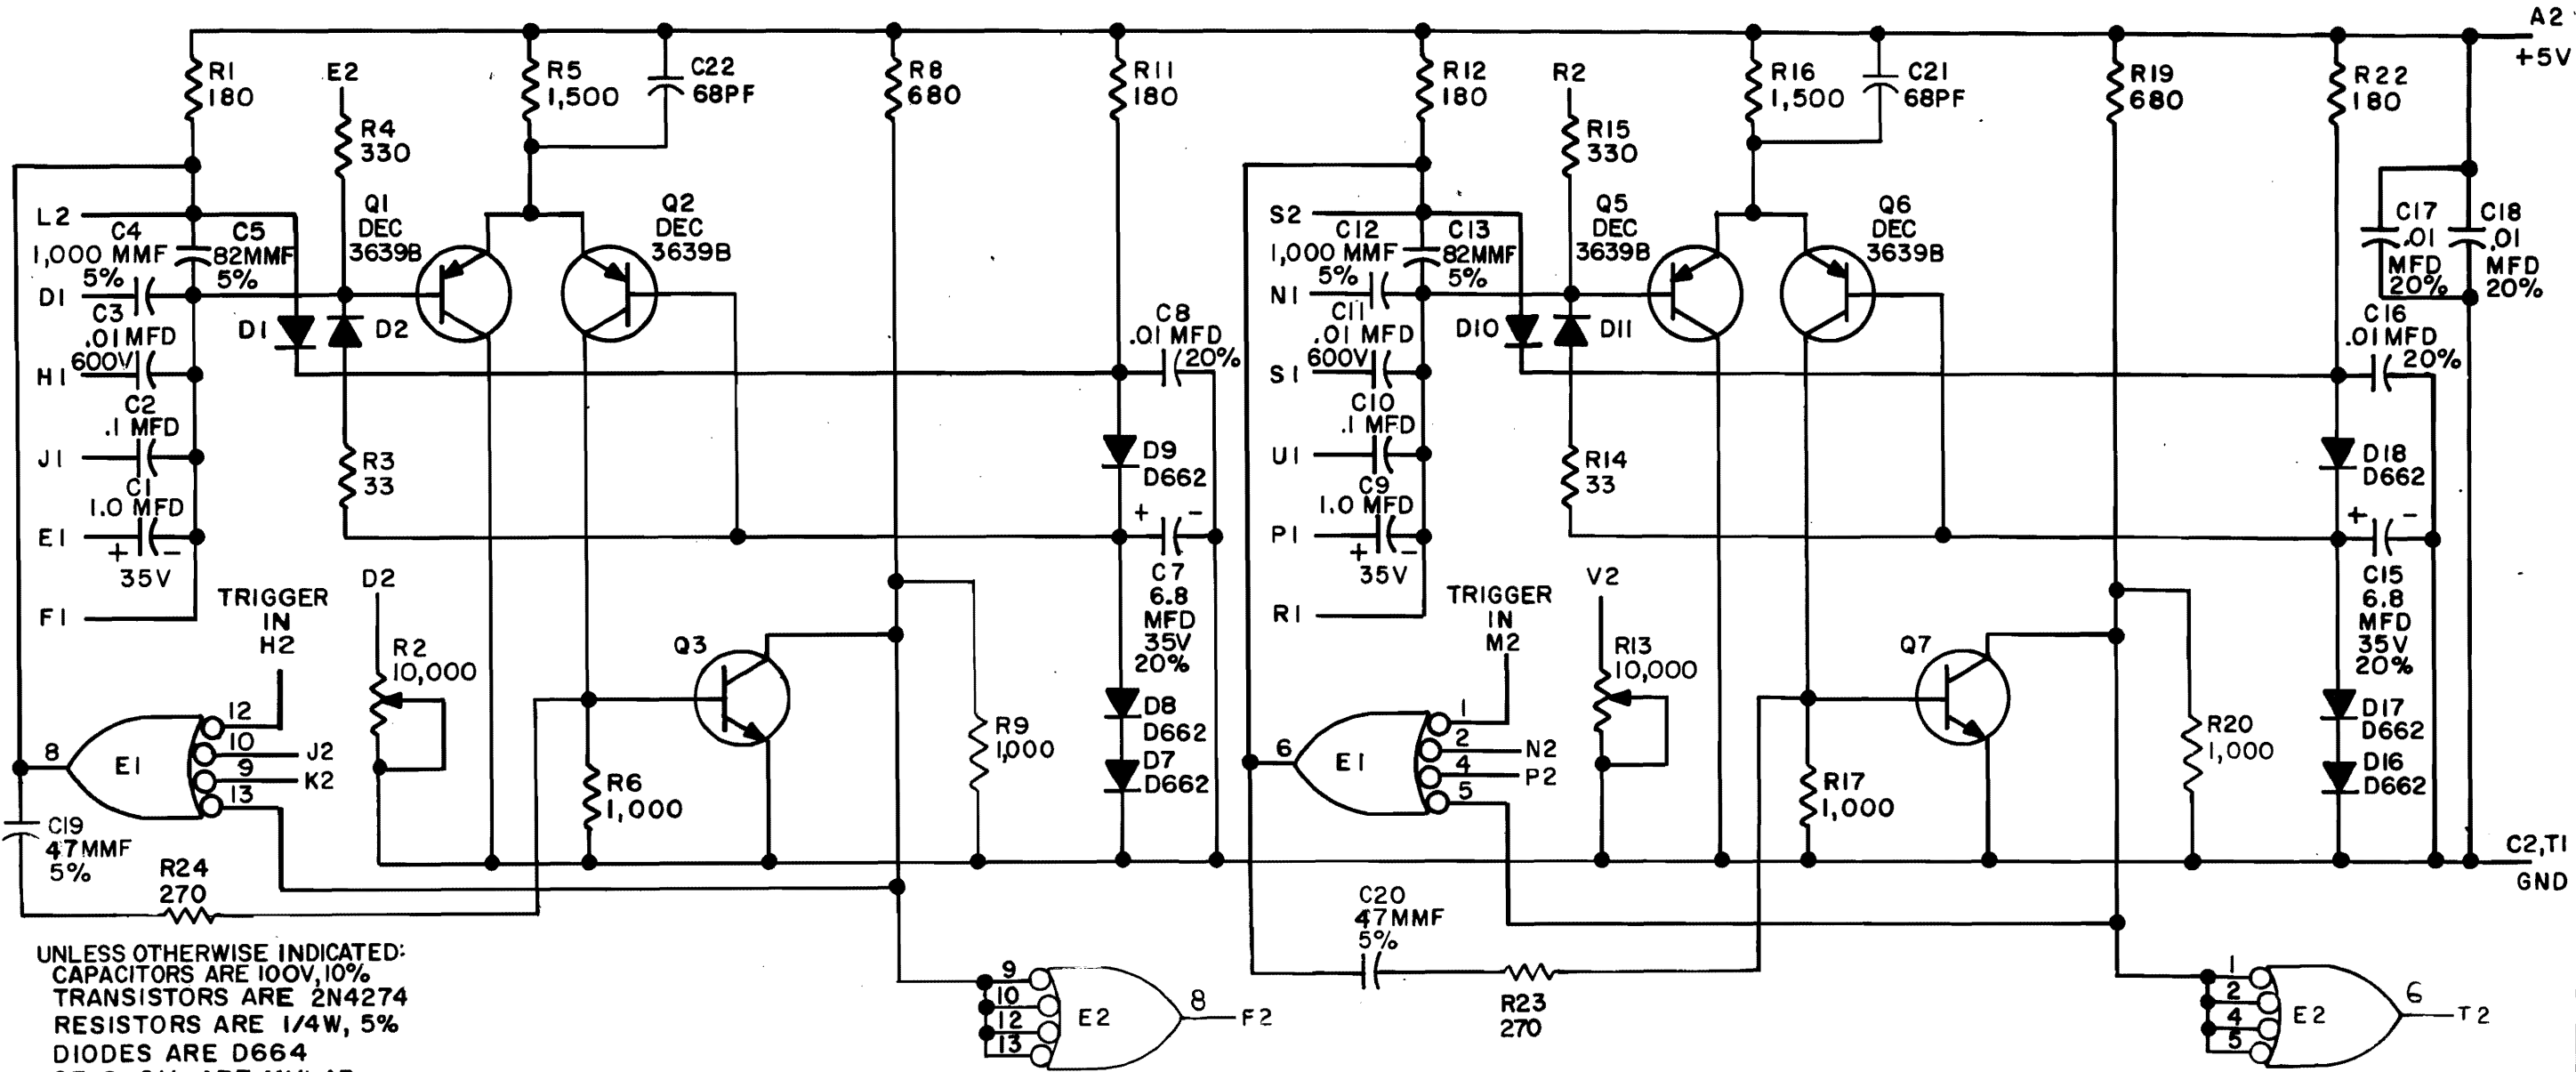 A2
+5V
R1
180
E2
R4
330
R5
1,500
C22
68PF
R8
680
R11
180
R12
180
R2
R15
330
R16
1,500
C21
68PF
R19
680
R22
180
L2
C4
1,000 MMF
5%
C5
82MMF
5%
Q1
DEC
3639B
Q2
DEC
3639B
D1
C3
.01MFD
600V
H1
D1
D2
C8
.01MFD
20%
C2
.1 MFD
J1
R3
33
C1
1.0 MFD
E1
+ -
35V
F1
D9
D662
+ -
C7
6.8
MFD
35V
20%
S2
C12
1,000 MMF
5%
C13
82MMF
5%
Q5
DEC
3639B
Q6
DEC
3639B
N1
C11
.01 MFD
600V
S1
D10
D11
C10
.1 MFD
U1
R14
33
C9
1.0 MFD
P1
+ -
35V
R1
C17
.01
MFD
20%
C18
.01
MFD
20%
C16
.01MFD
20%
D18
D662
+ -
C15
6.8
MFD
35V
20%
TRIGGER
IN
H2
D2
R2
10,000
Q3
R9
1,000
D8
D662
D7
D662
R6
1,000
8
E1
12
10
J2
9
K2
13
C19
47MMF
5%
R24
270
TRIGGER
IN
M2
V2
R13
10,000
Q7
R20
1,000
D17
D662
D16
D662
R17
1,000
6
E1
1
2
N2
4
P2
5
C2,T1
GND
C20
47MMF
5%
R23
270
9
10
12
13
E2
8
F2
1
2
4
5
E2
6
T2
UNLESS OTHERWISE INDICATED:
CAPACITORS ARE 100V, 10%
TRANSISTORS ARE 2N4274
RESISTORS ARE 1/4W, 5%
DIODES ARE D664